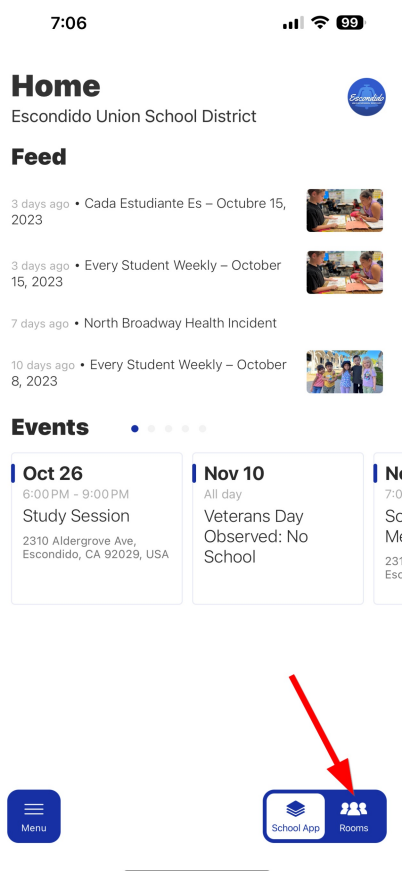 7:06
99
Home
Escondido Union School District
Escondido
Feed
3 days ago • Cada Estudiante Es – Octubre 15,
2023
3 days ago • Every Student Weekly – October
15, 2023
7 days ago • North Broadway Health Incident
10 days ago • Every Student Weekly – October
8, 2023
Events
Oct 26
6:00 PM - 9:00 PM
Study Session
2310 Aldergrove Ave,
Escondido, CA 92029, USA
Nov 10
All day
Veterans Day
Observed: No
School
Menu
School App
Rooms